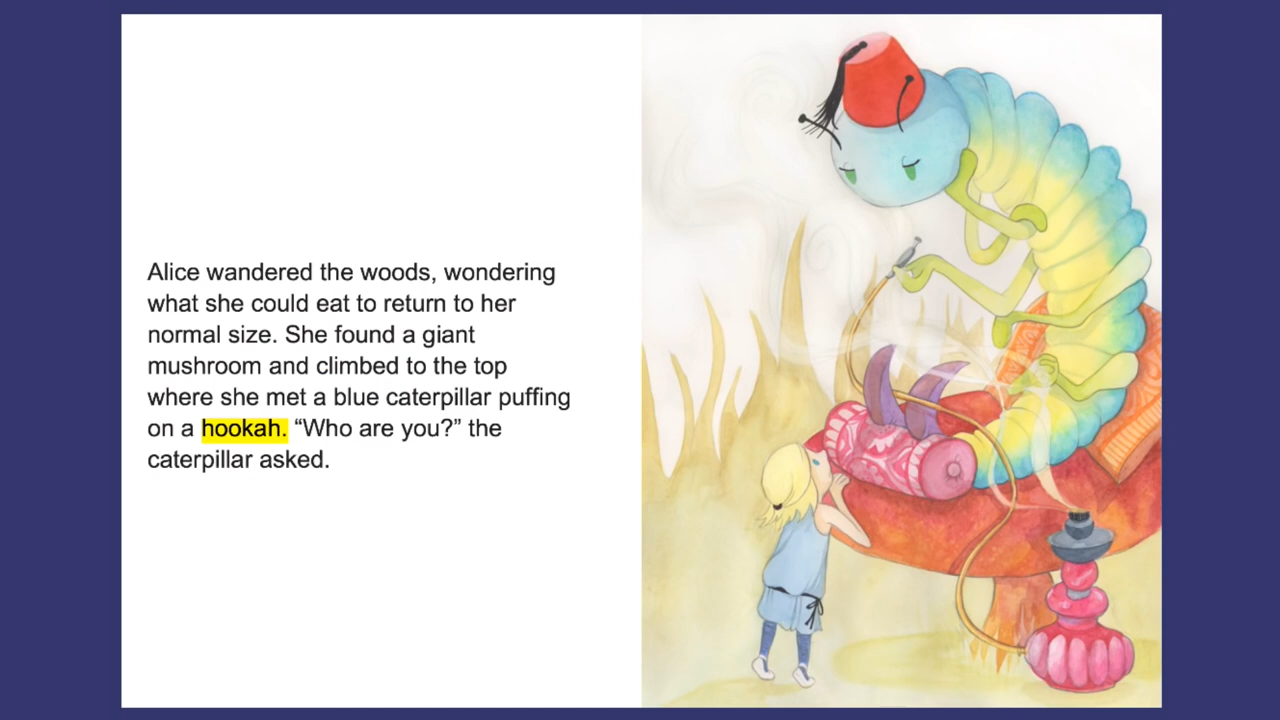 Alice wandered the woods, wondering
what she could eat to return to her
normal size. She found a giant
mushroom and climbed to the top
where she met a blue caterpillar puffing
on a hookah. “Who are you?” the
caterpillar asked.